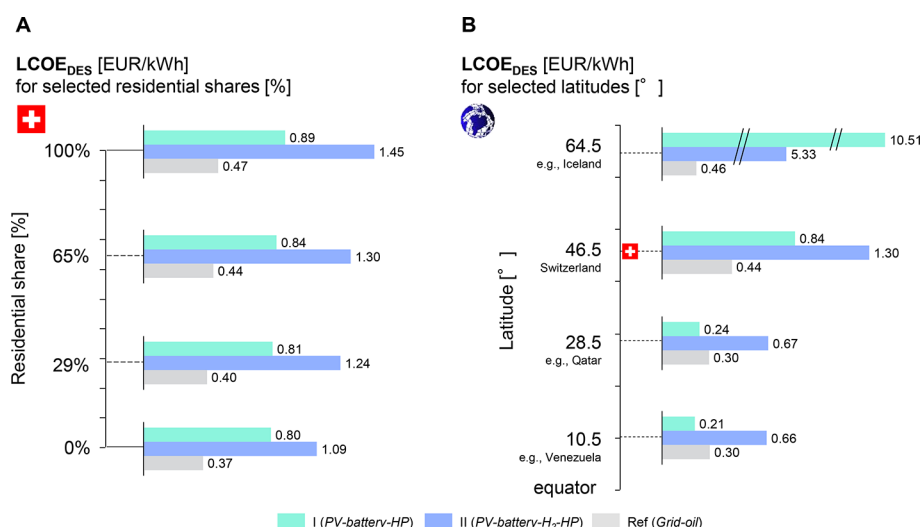 A
LCOE_DES [EUR/kWh]
for selected residential shares [%]
Residential share [%]
100%
0.89
1.45
0.47
65%
0.84
1.30
0.44
29%
0.81
1.24
0.40
0%
0.80
1.09
0.37
B
LCOE_DES [EUR/kWh]
for selected latitudes [° ]
Latitude [° ]
64.5
e.g., Iceland
10.51
5.33
0.46
46.5
Switzerland
0.84
1.30
0.44
28.5
e.g., Qatar
0.24
0.67
0.30
10.5
e.g., Venezuela
0.21
0.66
0.30
equator
I (PV-battery-HP)
II (PV-battery-H₂-HP)
Ref (Grid-oil)